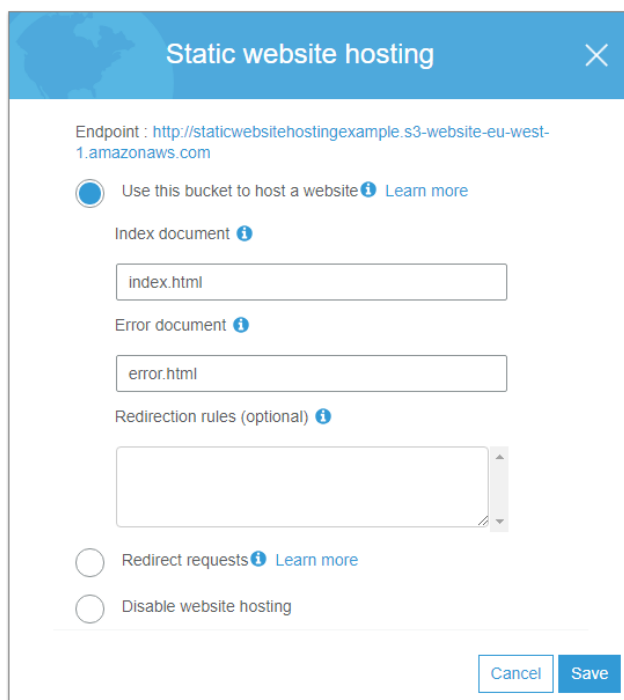 Static website hosting
Endpoint : http://staticwebsitehostingexample.s3-website-eu-west-
1.amazonaws.com
Use this bucket to host a website Learn more
Index document
index.html
Error document
error.html
Redirection rules (optional)
Redirect requests Learn more
Disable website hosting
Cancel Save